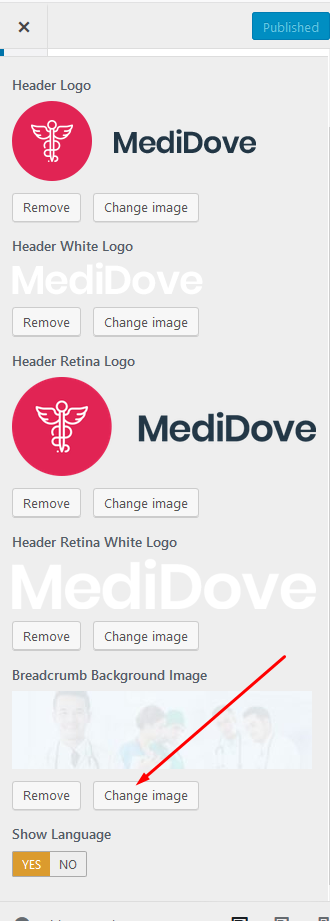 Published
Header Logo
MediDove
Remove
Change image
Header White Logo
MediDove
Remove
Change image
Header Retina Logo
MediDove
Remove
Change image
Header Retina White Logo
MediDove
Remove
Change image
Breadcrumb Background Image
Remove
Change image
Show Language
YES NO